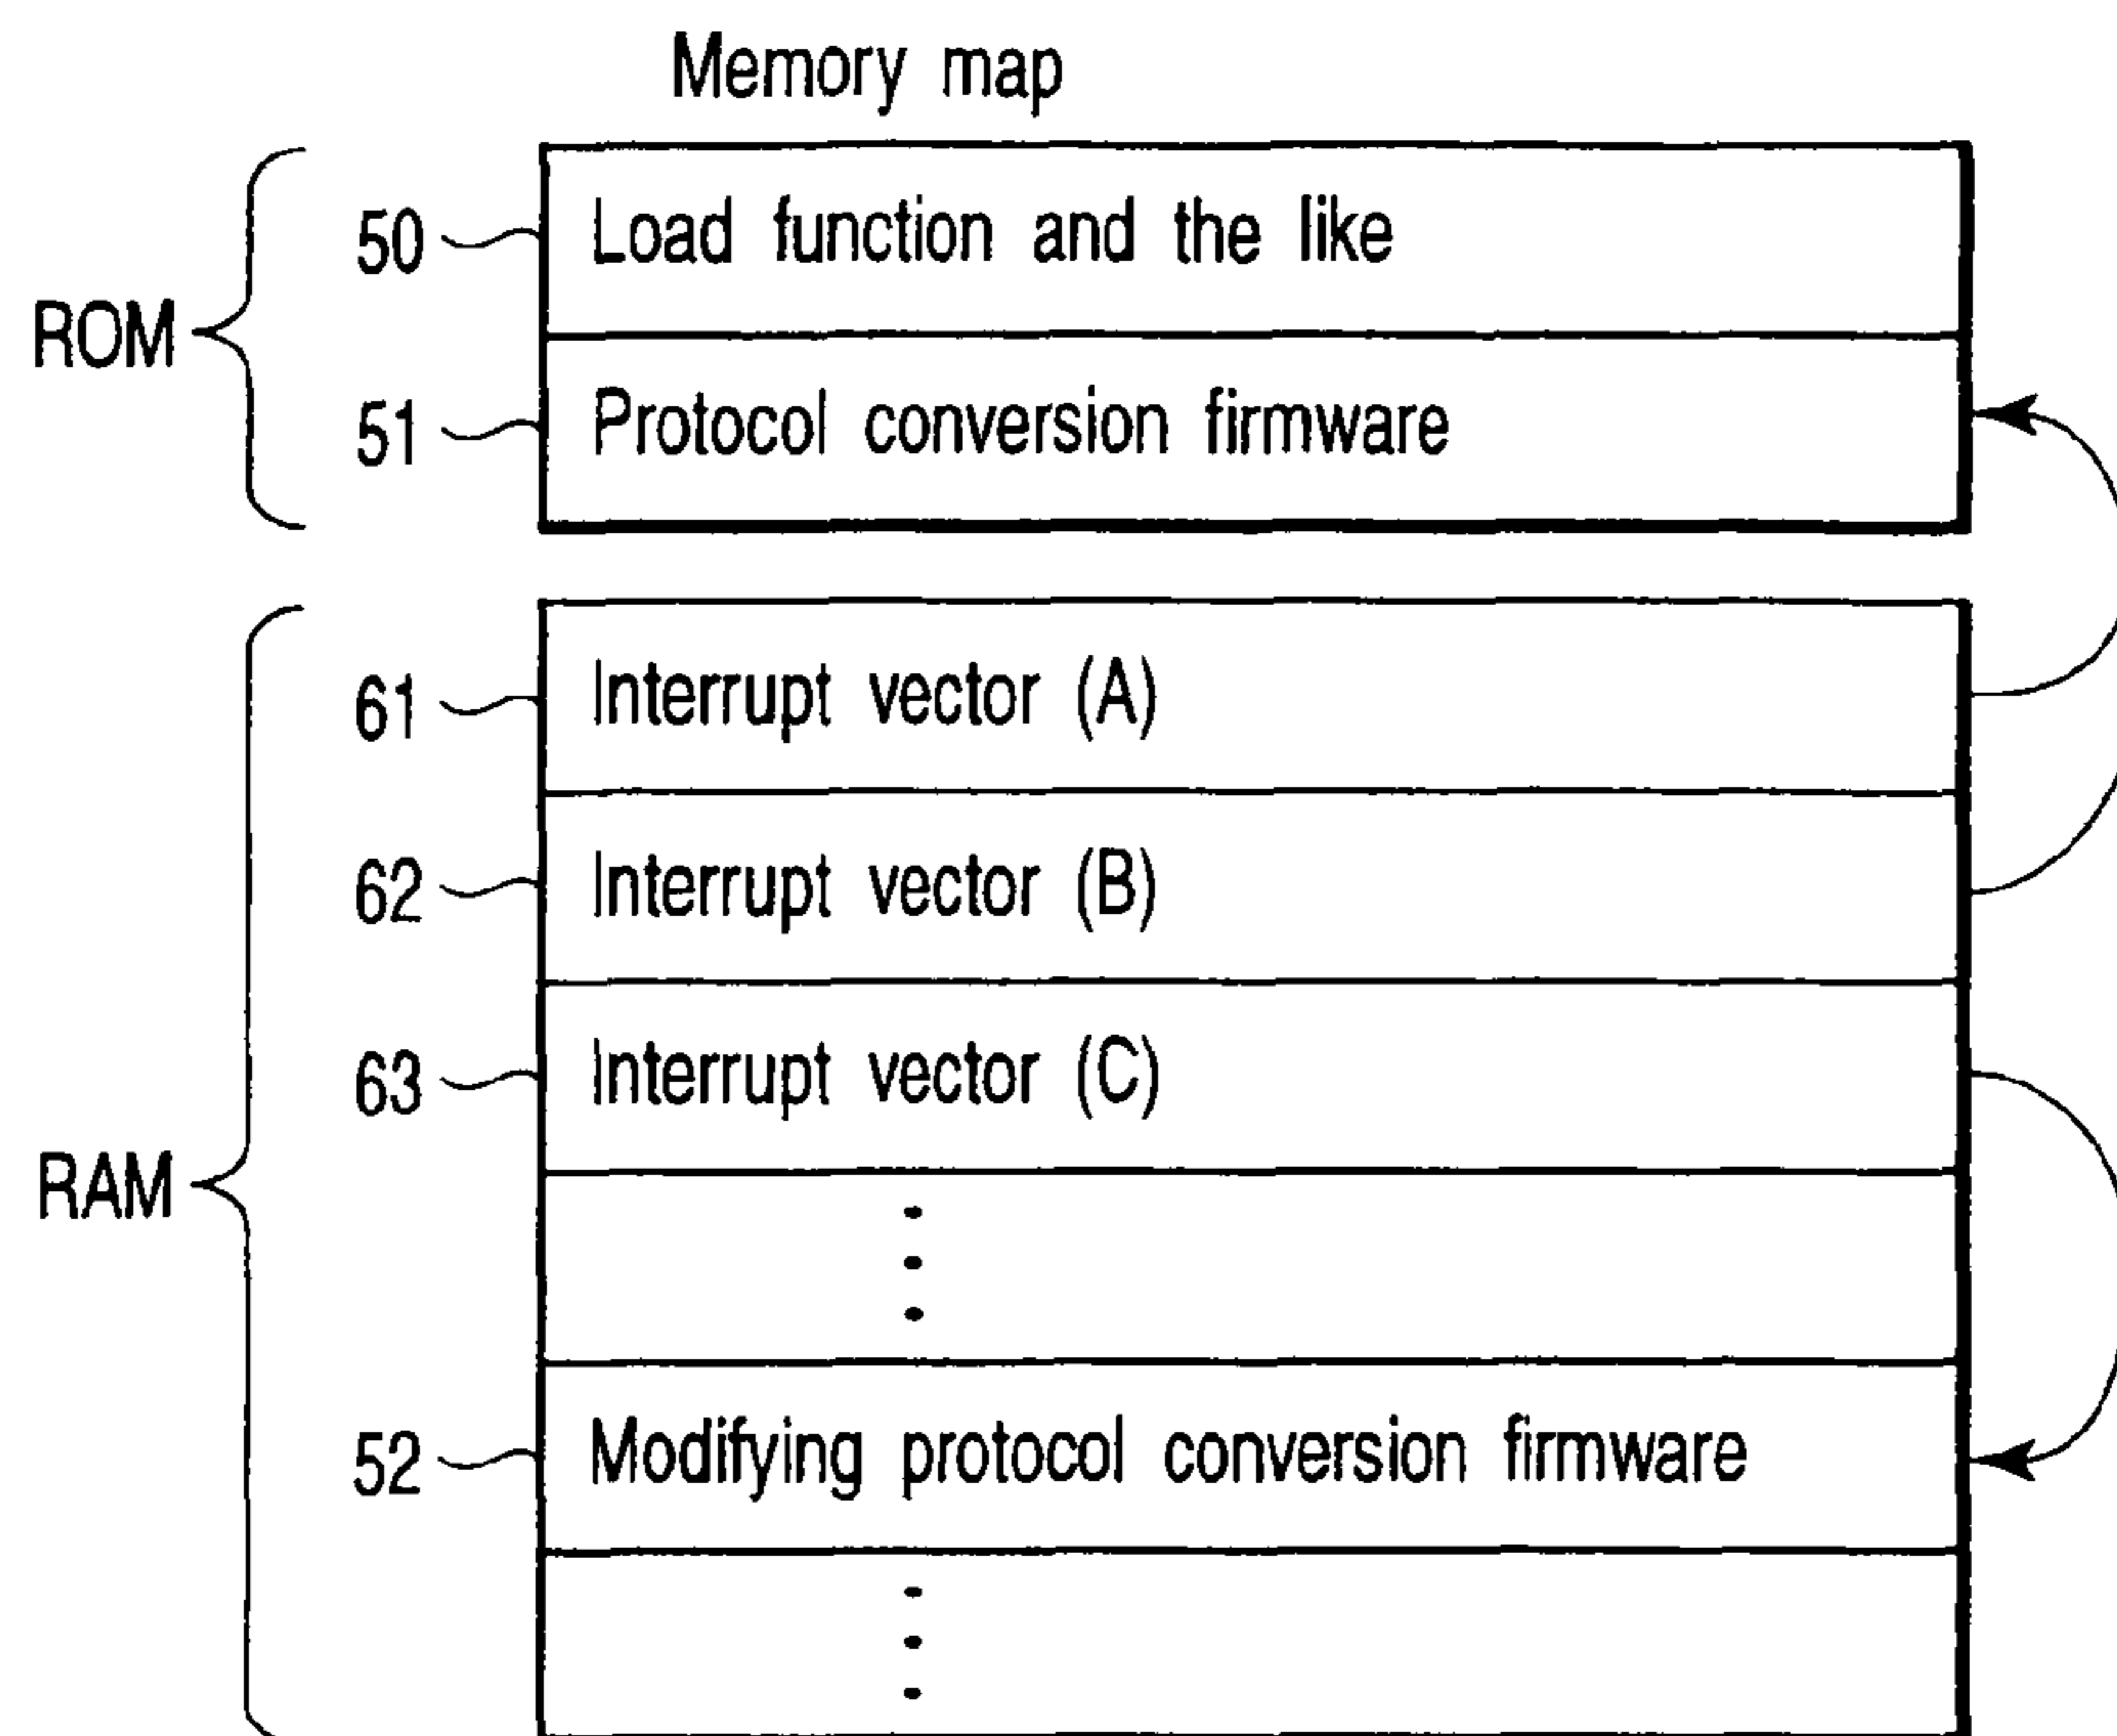 Memory map
ROM
50 Load function and the like
51 Protocol conversion firmware
RAM
61 Interrupt vector (A)
62 Interrupt vector (B)
63 Interrupt vector (C)
52 Modifying protocol conversion firmware